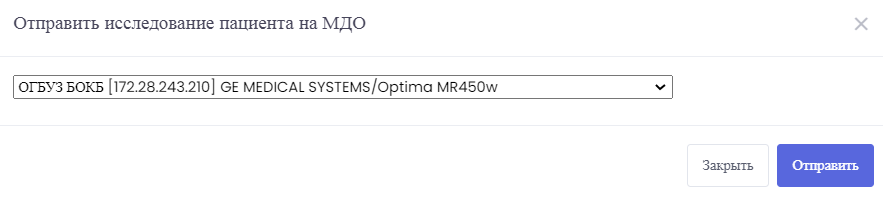 Отправить исследование пациента на МДО
ОГБУЗ БОКБ [172.28.243.210] GE MEDICAL SYSTEMS/Optima MR450w
Закрыть Отправить